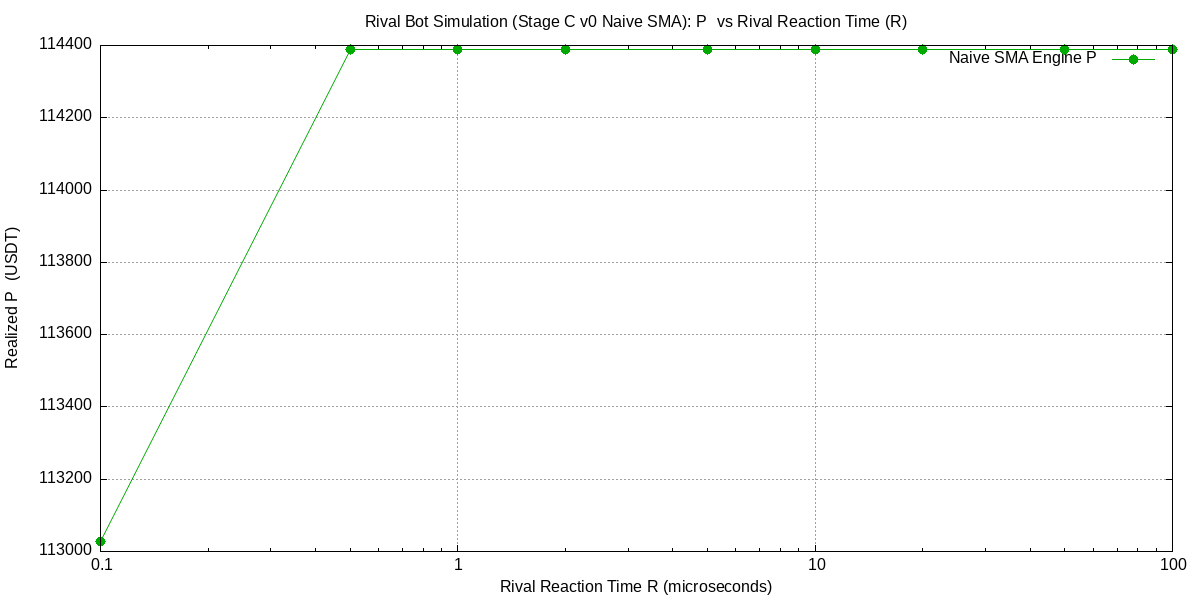 Rival Bot Simulation (Stage C v0 Naive SMA): P  vs Rival Reaction Time (R)
114400
Naive SMA Engine P
114200
114000
113800
113600
113400
113200
113000
Realized P  (USDT)
0.1 1 10 100
Rival Reaction Time R (microseconds)